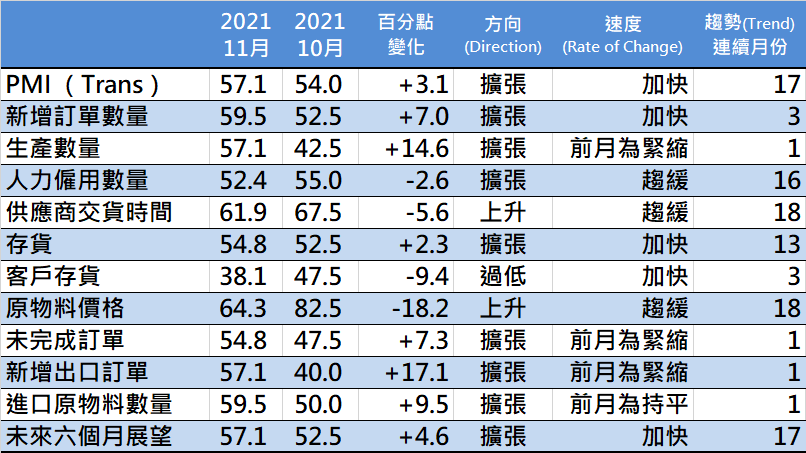 2021 11月 2021 10月 百分點 變化 方向 (Direction) 速度 (Rate of Change) 趨勢(Trend) 連續月份
PMI （Trans） 57.1 54.0 +3.1 擴張 加快 17
新增訂單數量 59.5 52.5 +7.0 擴張 加快 3
生產數量 57.1 42.5 +14.6 擴張 前月為緊縮 1
人力僱用數量 52.4 55.0 -2.6 擴張 趨緩 16
供應商交貨時間 61.9 67.5 -5.6 上升 趨緩 18
存貨 54.8 52.5 +2.3 擴張 加快 13
客戶存貨 38.1 47.5 -9.4 過低 加快 3
原物料價格 64.3 82.5 -18.2 上升 趨緩 18
未完成訂單 54.8 47.5 +7.3 擴張 前月為緊縮 1
新增出口訂單 57.1 40.0 +17.1 擴張 前月為緊縮 1
進口原物料數量 59.5 50.0 +9.5 擴張 前月為持平 1
未來六個月展望 57.1 52.5 +4.6 擴張 加快 17